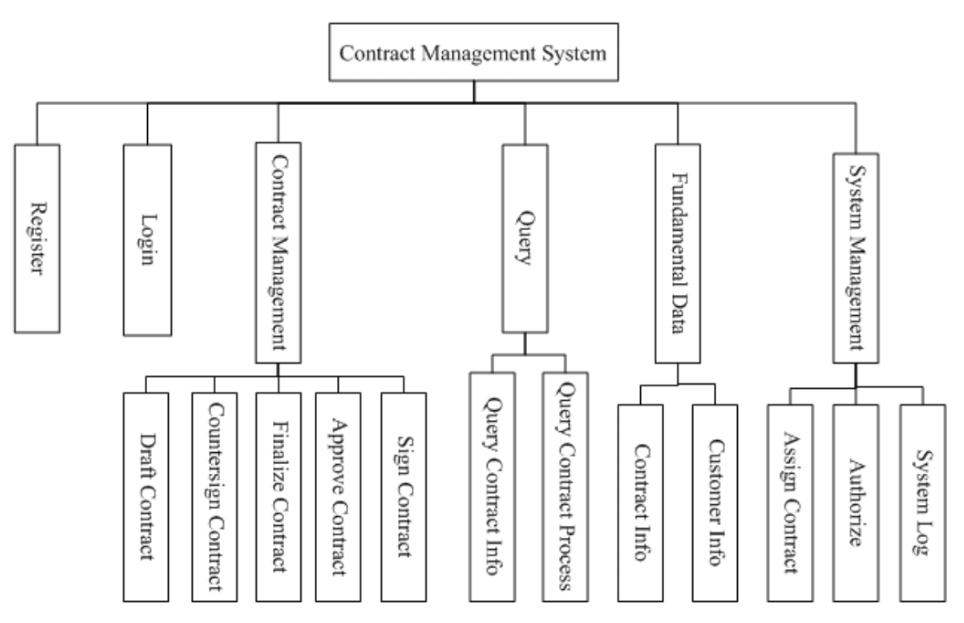 Contract Management System
Register
Login
Contract Management
Query
Fundamental Data
System Management
Draft Contract
Countersign Contract
Finalize Contract
Approve Contract
Sign Contract
Query Contract Info
Query Contract Process
Contract Info
Customer Info
Assign Contract
Authorize
System Log